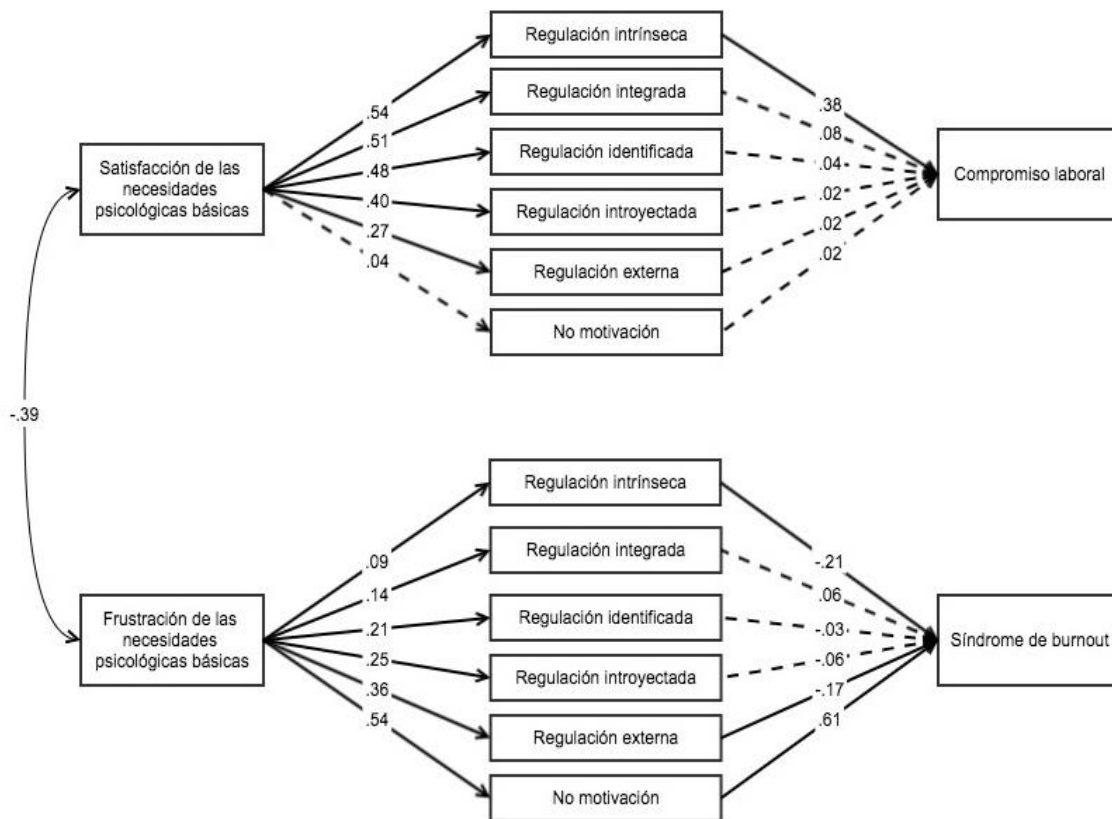 Regulación intrínseca
Regulación integrada
Regulación identificada
Regulación introyectada
Regulación externa
No motivación
Satisfacción de las
necesidades
psicológicas básicas
.54
.51
.48
.40
.27
.04
.38
.08
.04
.02
.02
.02
Compromiso laboral
-.39
Regulación intrínseca
Regulación integrada
Regulación identificada
Regulación introyectada
Regulación externa
No motivación
Frustración de las
necesidades
psicológicas básicas
.09
.14
.21
.25
.36
.54
-.21
.06
-.03
-.06
-.17
.61
Síndrome de burnout